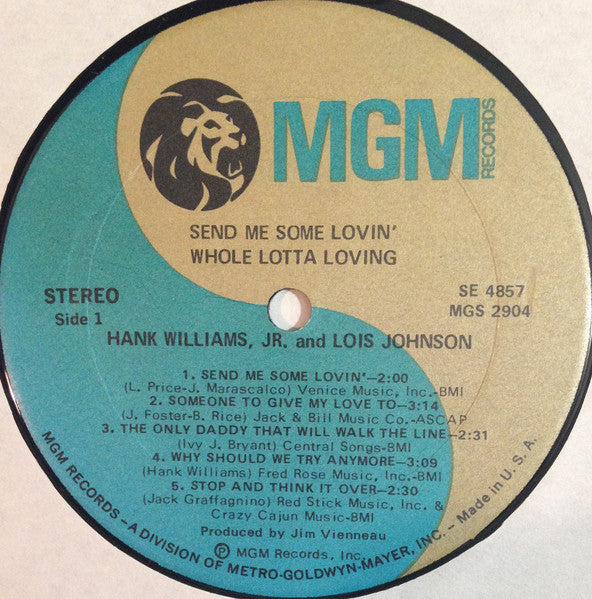 MGM
RECORDS
SEND ME SOME LOVIN'
WHOLE LOTTA LOVING
STEREO
Side 1
SE 4857
MGS 2904
HANK WILLIAMS, JR. and LOIS JOHNSON
1. SEND ME SOME LOVIN'—2:00
(L. Price-J. Marascalco) Venice Music, Inc.-BMI
2. SOMEONE TO GIVE MY LOVE TO—3:14
(J. Foster-B. Rice) Jack & Bill Music Co.-ASCAP
3. THE ONLY DADDY THAT WILL WALK THE LINE—2:31
(Ivy J. Bryant) Central Songs-BMI
4. WHY SHOULD WE TRY ANYMORE—3:09
(Hank Williams) Fred Rose Music, Inc.-BMI
5. STOP AND THINK IT OVER—2:30
(Jack Graffagnino) Red Stick Music, Inc. &
Crazy Cajun Music-BMI
Produced by Jim Vienneau
Ⓟ MGM Records, Inc.
MGM RECORDS – A DIVISION OF METRO-GOLDWYN-MAYER, INC. – Made in U. S. A.